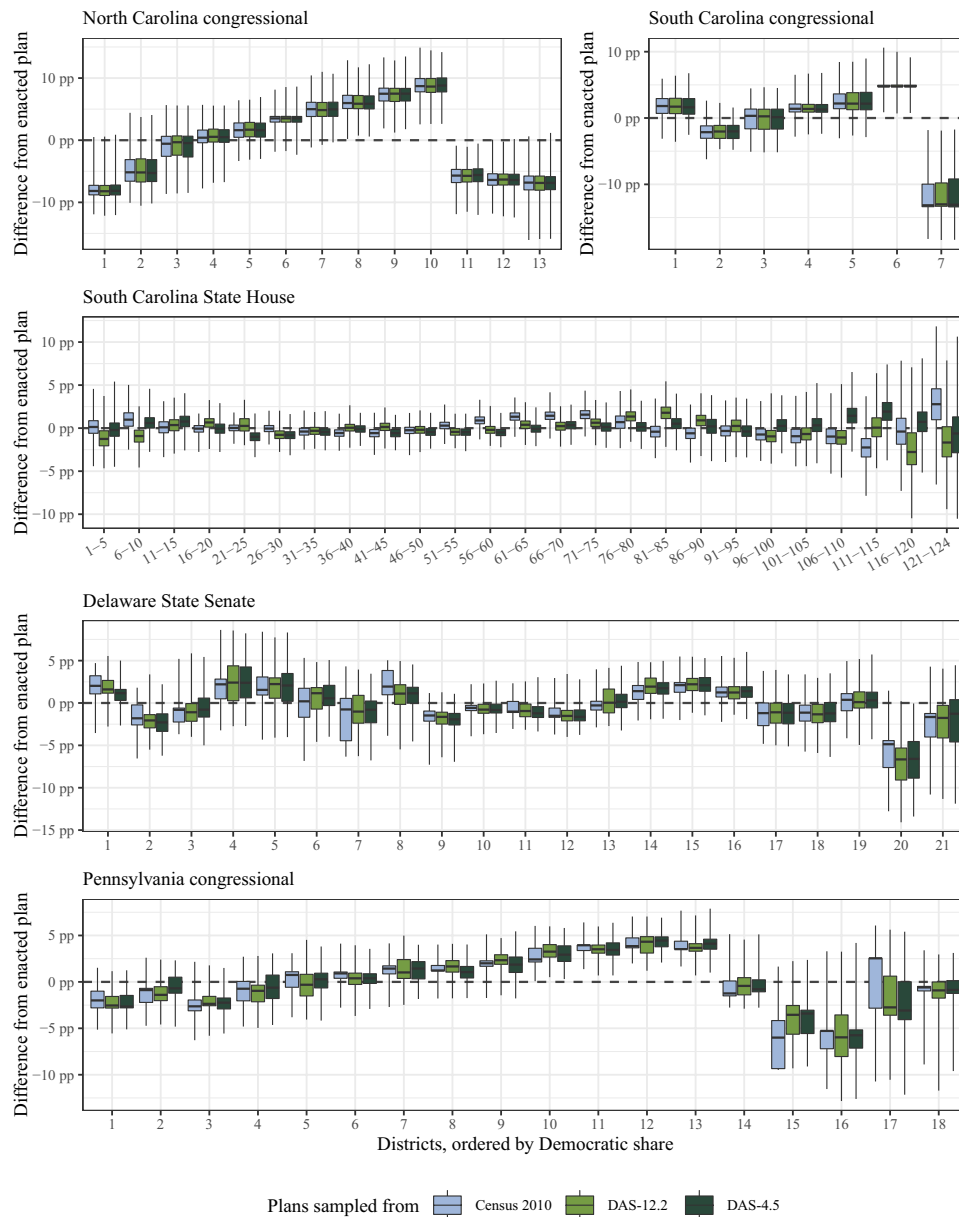 North Carolina congressional
Difference from enacted plan
10 pp
0 pp
−10 pp
1 2 3 4 5 6 7 8 9 10 11 12 13
South Carolina congressional
Difference from enacted plan
10 pp
0 pp
−10 pp
1 2 3 4 5 6 7
South Carolina State House
Difference from enacted plan
10 pp
5 pp
0 pp
−5 pp
−10 pp
1−5 6−10 11−15 16−20 21−25 26−30 31−35 36−40 41−45 46−50 51−55 56−60 61−65 66−70 71−75 76−80 81−85 86−90 91−95 96−100 101−105 106−110 111−115 116−120 121−124
Delaware State Senate
Difference from enacted plan
5 pp
0 pp
−5 pp
−10 pp
−15 pp
1 2 3 4 5 6 7 8 9 10 11 12 13 14 15 16 17 18 19 20 21
Pennsylvania congressional
Difference from enacted plan
5 pp
0 pp
−5 pp
−10 pp
1 2 3 4 5 6 7 8 9 10 11 12 13 14 15 16 17 18
Districts, ordered by Democratic share
Plans sampled from Census 2010 DAS-12.2 DAS-4.5